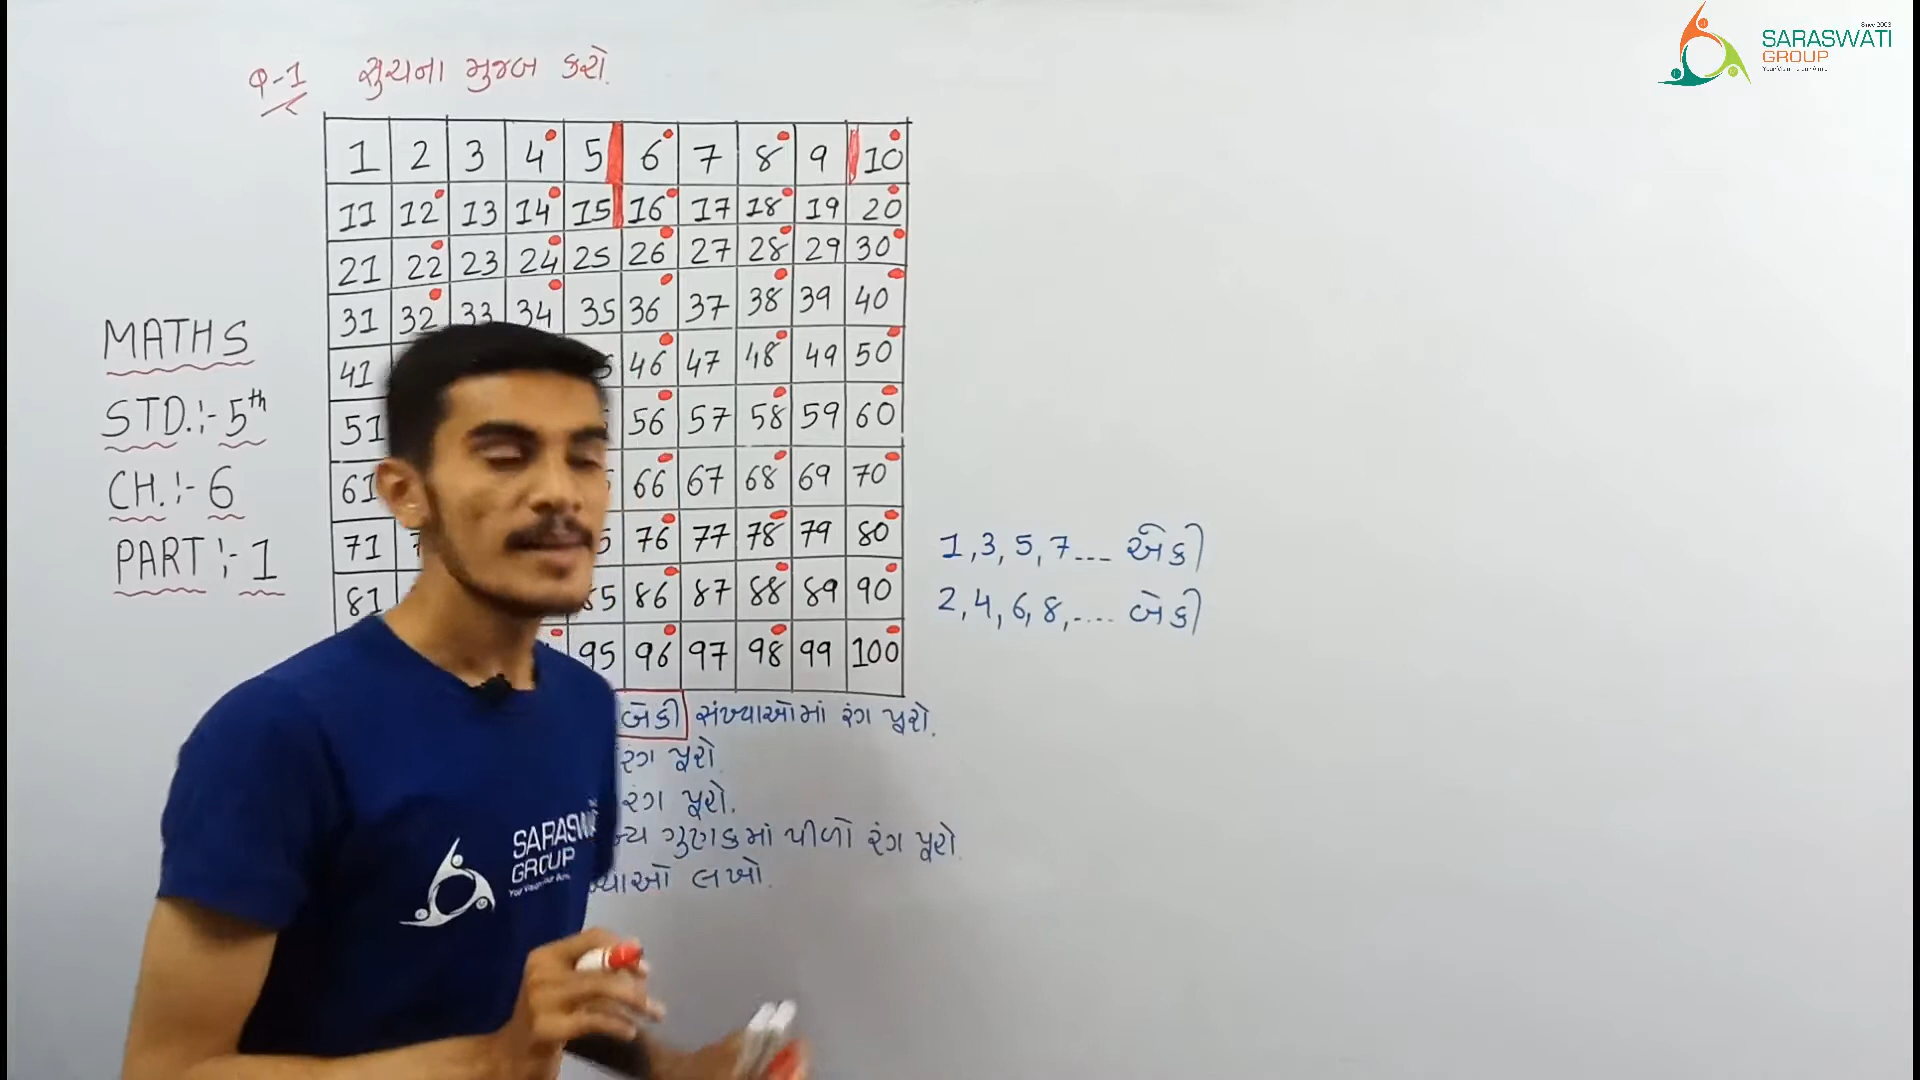 Since 2003
SARASWATI
GROUP
Q-1 સુચના મુજબ કરો.
1 2 3 4 5 6 7 8 9 10
11 12 13 14 15 16 17 18 19 20
21 22 23 24 25 26 27 28 29 30
31 32 33 34 35 36 37 38 39 40
41 46 47 48 49 50
51 56 57 58 59 60
61 66 67 68 69 70
71 76 77 78 79 80
81 86 87 88 89 90
95 96 97 98 99 100
MATHS
STD.:- 5th
CH.:- 6
PART:- 1
1,3,5,7--- એકી
2,4,6,8,.... બેકી
બેકી સંખ્યાઓમાં રંગ પૂરો.
રંગ પૂરો.
રંગ પૂરો.
ગુણકમાં પીળો રંગ પૂરો.
લખો.
GROUP